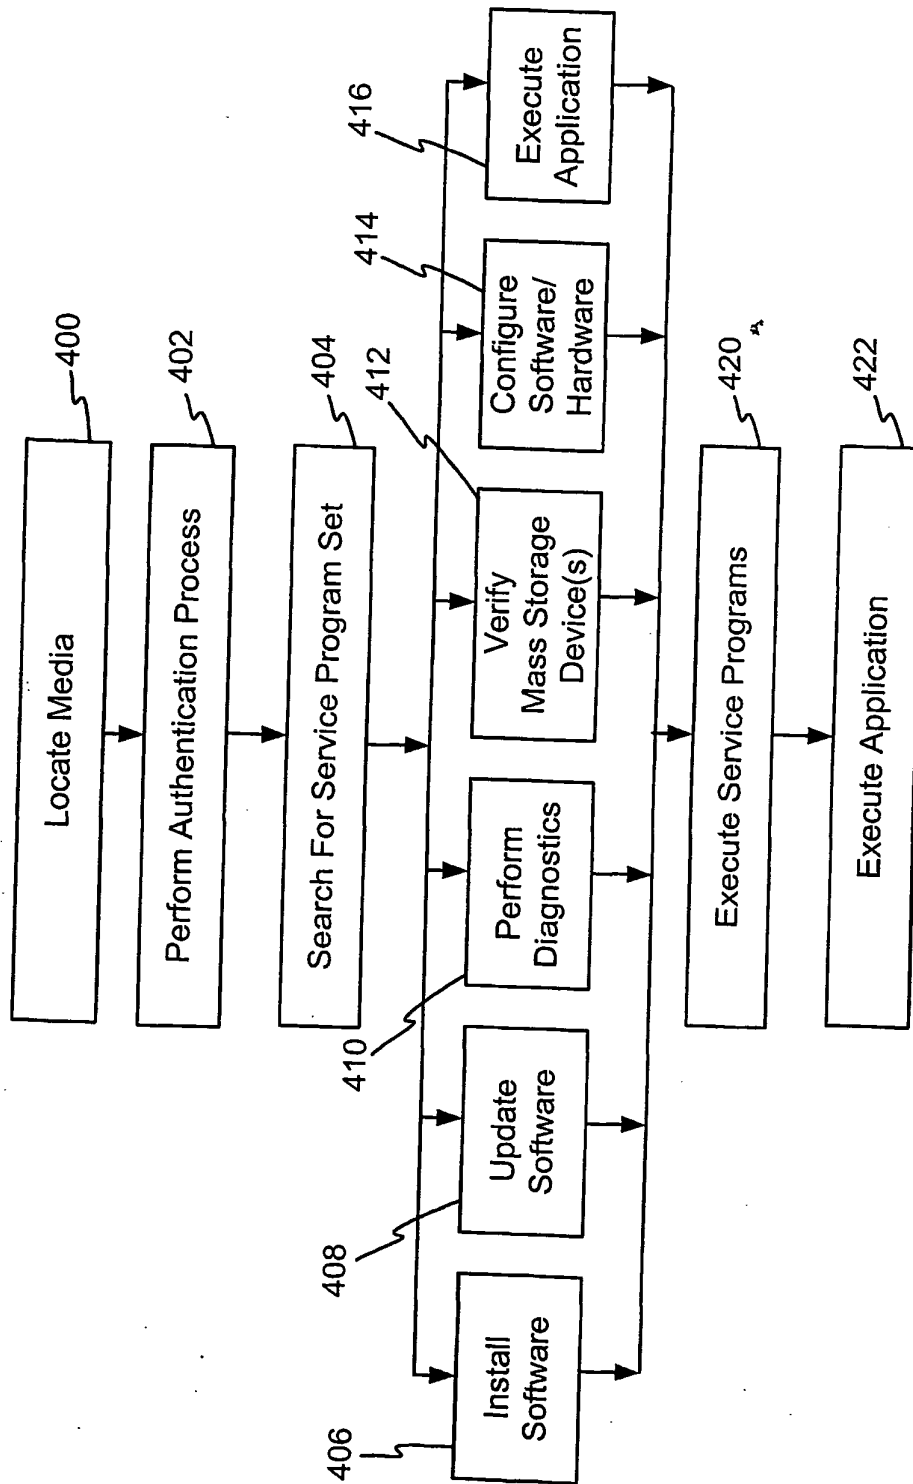 Locate Media
400
Perform Authentication Process
402
Search For Service Program Set
404
406
Install
Software
408
Update
Software
410
Perform
Diagnostics
412
Verify
Mass Storage
Device(s)
414
Configure
Software/
Hardware
416
Execute
Application
Execute Service Programs
420
Execute Application
422